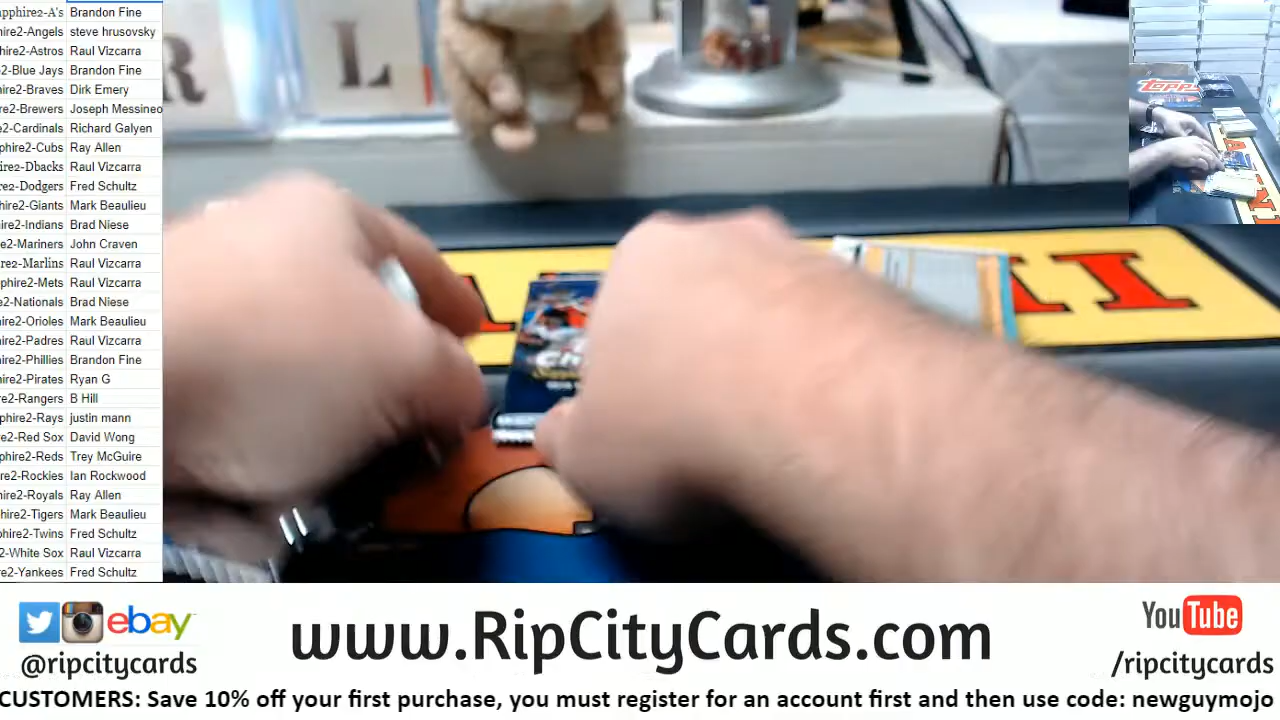 apphire2-A's Brandon Fine
hire2-Angels steve hrusovsky
hire2-Astros Raul Vizcarra
e2-Blue Jays Brandon Fine
hire2-Braves Dirk Emery
ire2-Brewers Joseph Messineo
e2-Cardinals Richard Galyen
phire2-Cubs Ray Allen
ire2-Dbacks Raul Vizcarra
ire2-Dodgers Fred Schultz
hire2-Giants Mark Beaulieu
hire2-Indians Brad Niese
re2-Mariners John Craven
ire2-Marlins Raul Vizcarra
phire2-Mets Raul Vizcarra
e2-Nationals Brad Niese
hire2-Orioles Mark Beaulieu
ire2-Padres Raul Vizcarra
hire2-Phillies Brandon Fine
hire2-Pirates Ryan G
ire2-Rangers B Hill
phire2-Rays justin mann
re2-Red Sox David Wong
phire2-Reds Trey McGuire
ire2-Rockies Ian Rockwood
hire2-Royals Ray Allen
hire2-Tigers Mark Beaulieu
phire2-Twins Fred Schultz
2-White Sox Raul Vizcarra
e2-Yankees Fred Schultz
R L
Topps
ebay
@ripcitycards
www.RipCityCards.com
YouTube
/ripcitycards
CUSTOMERS: Save 10% off your first purchase, you must register for an account first and then use code: newguymojo